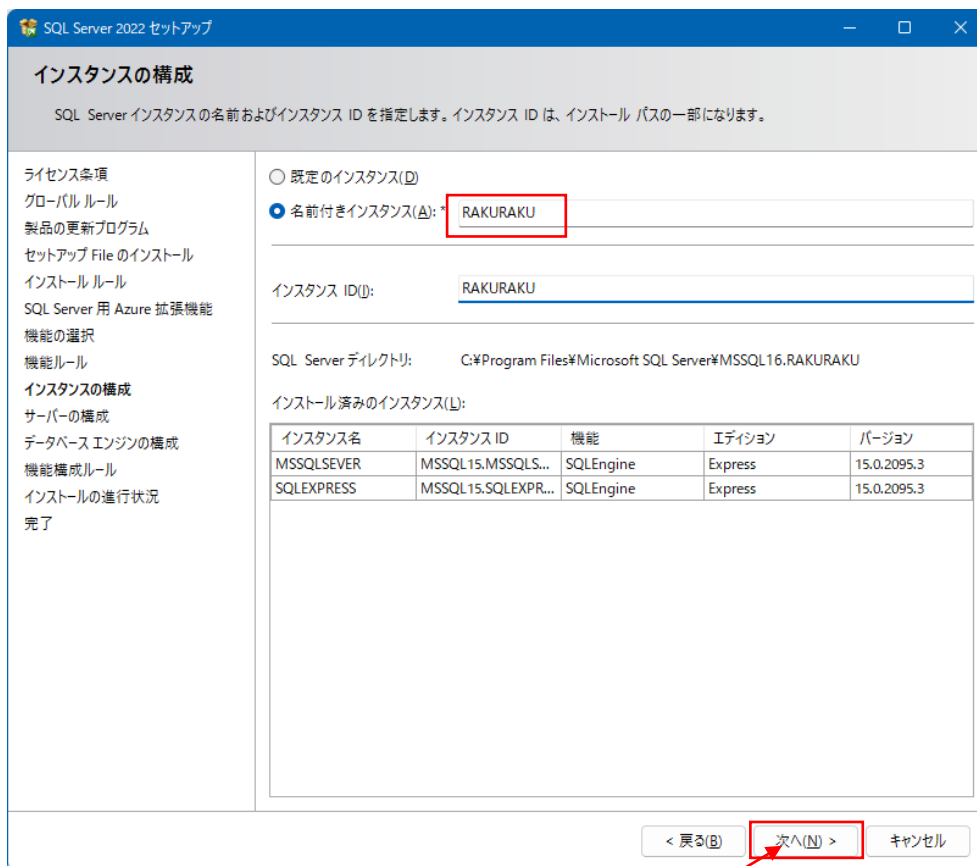 SQL Server 2022 セットアップ
インスタンスの構成
SQL Server インスタンスの名前およびインスタンス ID を指定します。インスタンス ID は、インストール パスの一部になります。
ライセンス条項
グローバル ルール
製品の更新プログラム
セットアップ File のインストール
インストール ルール
SQL Server 用 Azure 拡張機能
機能の選択
機能ルール
インスタンスの構成
サーバーの構成
データベース エンジンの構成
機能構成ルール
インストールの進行状況
完了
既定のインスタンス(D)
名前付きインスタンス(A): * RAKURAKU
インスタンス ID(I): RAKURAKU
SQL Server ディレクトリ: C:¥Program Files¥Microsoft SQL Server¥MSSQL16.RAKURAKU
インストール済みのインスタンス(L):
インスタンス名 インスタンス ID 機能 エディション バージョン
MSSQLSEVER MSSQL15.MSSQLS... SQLEngine Express 15.0.2095.3
SQLEXPRESS MSSQL15.SQLEXPR... SQLEngine Express 15.0.2095.3
< 戻る(B) 次へ(N) > キャンセル